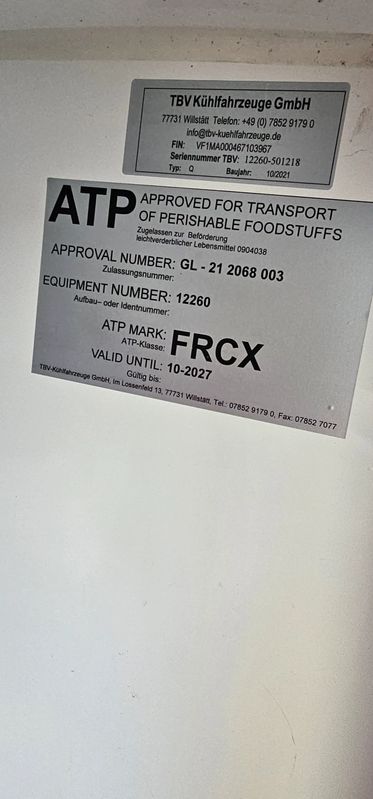 TBV Kühlfahrzeuge GmbH
77731 Willstätt Telefon: +49 (0) 7852 9179 0
info@tbv-kuehlfahrzeuge.de
FIN: VF1MA000467103967
Seriennummer TBV: 12260-501218
Typ: Q Baujahr: 10/2021
ATP APPROVED FOR TRANSPORT
OF PERISHABLE FOODSTUFFS
Zugelassen zur Beförderung
leichtverderblicher Lebensmittel 0904038
APPROVAL NUMBER: GL - 21 2068 003
Zulassungsnummer:
EQUIPMENT NUMBER: 12260
Aufbau- oder Identnummer:
ATP MARK: FRCX
ATP-Klasse:
VALID UNTIL: 10-2027
Gültig bis:
TBV-Kühlfahrzeuge GmbH, Im Lossenfeld 13, 77731 Willstätt, Tel.: 07852 9179 0, Fax: 07852 7077